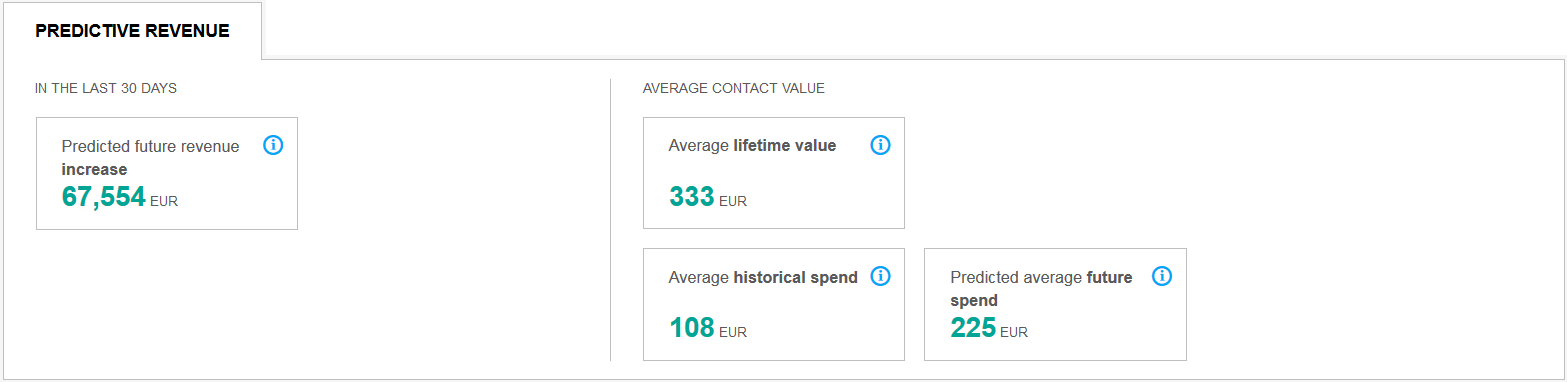 PREDICTIVE REVENUE
IN THE LAST 30 DAYS
Predicted future revenue
increase
67,554 EUR
AVERAGE CONTACT VALUE
Average lifetime value
333 EUR
Average historical spend
108 EUR
Predicted average future
spend
225 EUR